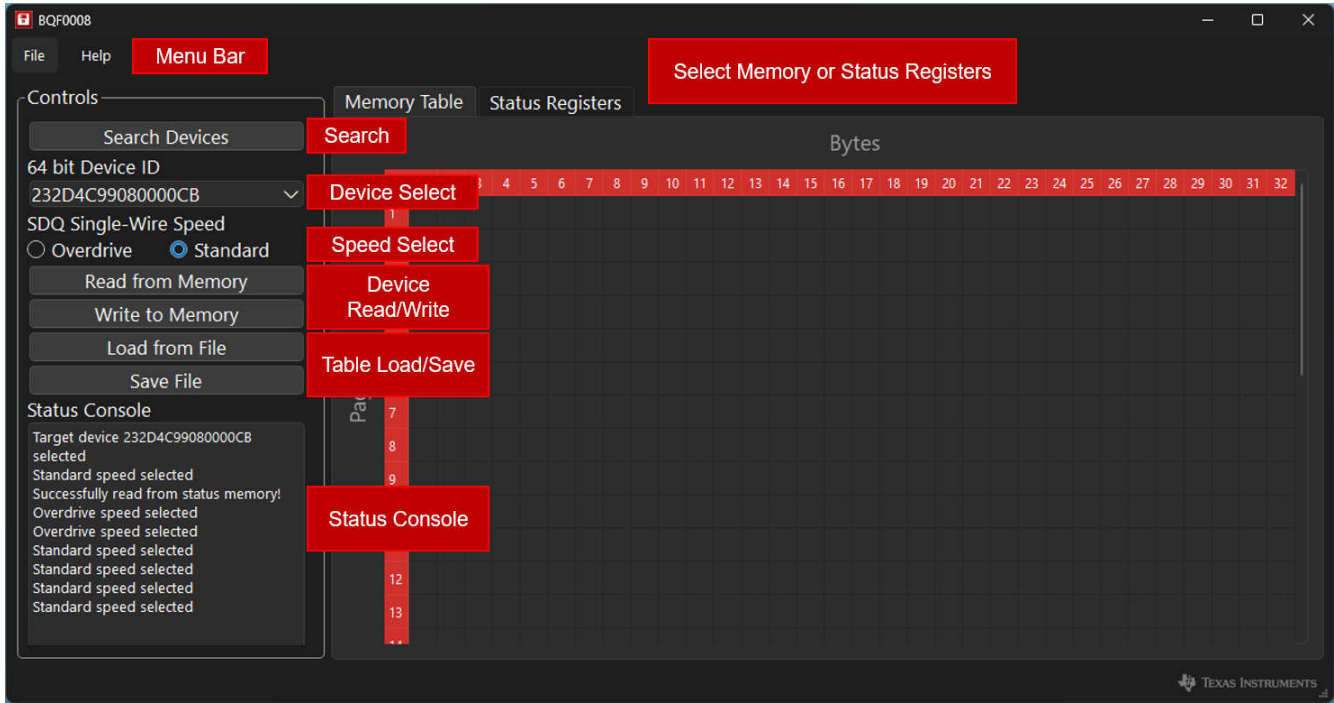 BQF0008
File Help Menu Bar
Select Memory or Status Registers
Controls
Search Devices
Search
64 bit Device ID
232D4C99080000CB
Device Select
SDQ Single-Wire Speed
Overdrive Standard
Speed Select
Read from Memory
Write to Memory
Device
Read/Write
Load from File
Save File
Table Load/Save
Status Console
Target device 232D4C99080000CB
selected
Standard speed selected
Successfully read from status memory!
Overdrive speed selected
Overdrive speed selected
Standard speed selected
Standard speed selected
Standard speed selected
Standard speed selected
Status Console
Memory Table Status Registers
Bytes
3 4 5 6 7 8 9 10 11 12 13 14 15 16 17 18 19 20 21 22 23 24 25 26 27 28 29 30 31 32
1
7
8
9
12
13
TEXAS INSTRUMENTS